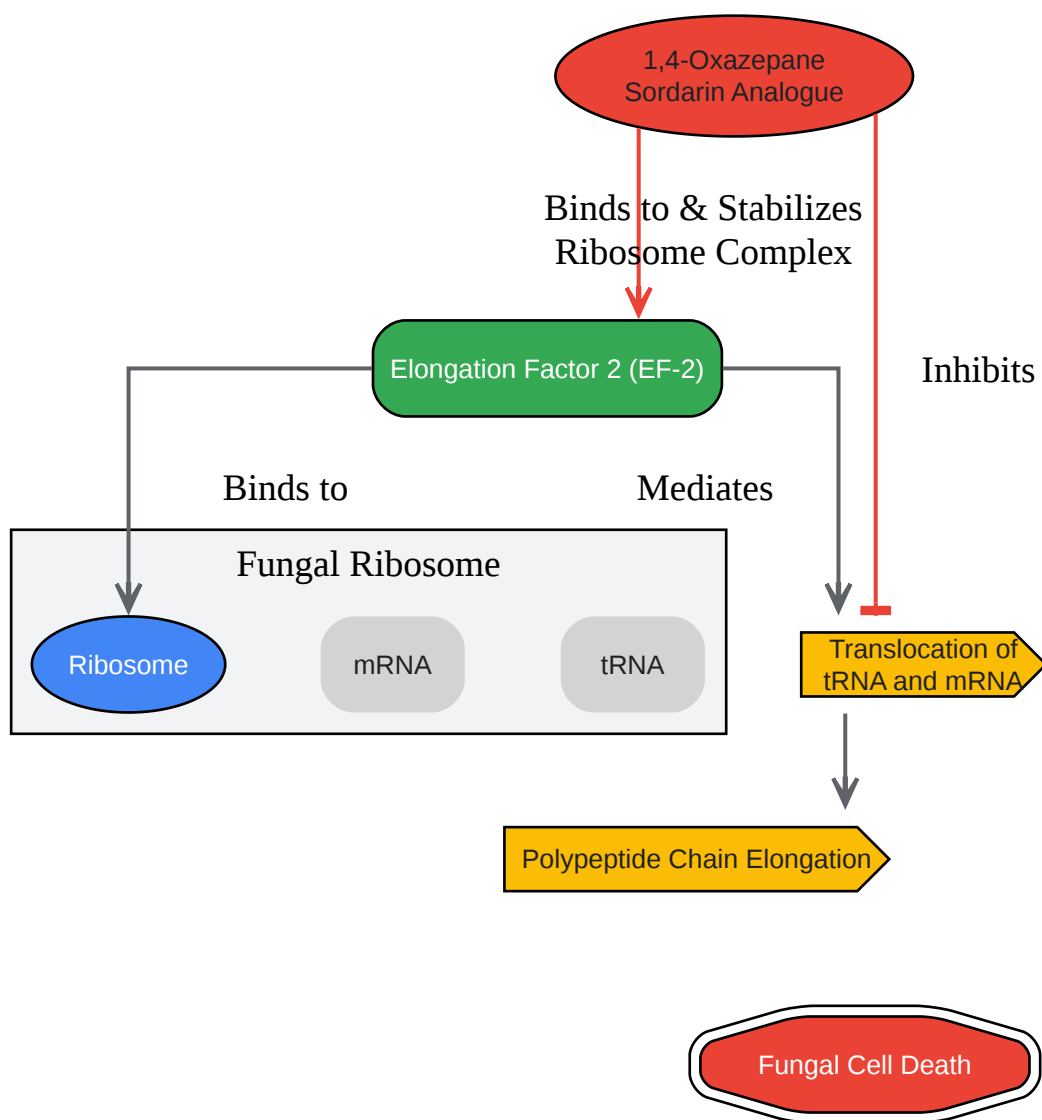 1,4-Oxazepane
Sordarin Analogue
Binds to & Stabilizes
Ribosome Complex
Elongation Factor 2 (EF-2)
Inhibits
Binds to
Mediates
Fungal Ribosome
Ribosome
mRNA
tRNA
Translocation of
tRNA and mRNA
Polypeptide Chain Elongation
Fungal Cell Death